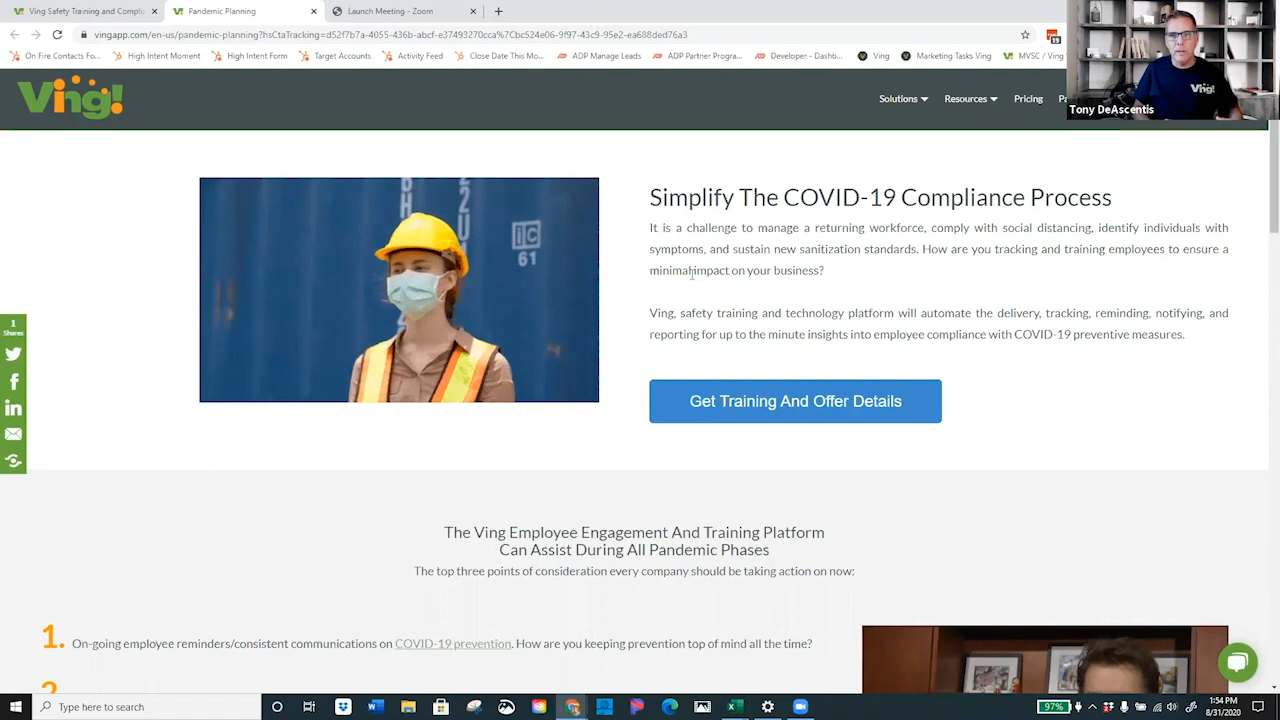 Ving Safety Training and Compli
Pandemic Planning
Launch Meeting - Zoom
vingapp.com/en-us/pandemic-planning?hsCtaTracking=d52f7b7a-4055-436b-abcf-e37493270cca%7Cbc524e06-9f97-43c9-95e2-ea688ded76a3
On Fire Contacts Fo...
High Intent Moment
High Intent Form
Target Accounts
Activity Feed
Close Date This Mo...
ADP Manage Leads
ADP Partner Progra...
Developer - Dashb...
Ving
Marketing Tasks Ving
MVSC / Ving
Ving!
Solutions
Resources
Pricing
Ving!
Tony DeAscentis
IC
61
Simplify The COVID-19 Compliance Process
It is a challenge to manage a returning workforce, comply with social distancing, identify individuals with
symptoms, and sustain new sanitization standards. How are you tracking and training employees to ensure a
minimal impact on your business?
Ving, safety training and technology platform will automate the delivery, tracking, reminding, notifying, and
reporting for up to the minute insights into employee compliance with COVID-19 preventive measures.
Get Training And Offer Details
1
Shares
The Ving Employee Engagement And Training Platform
Can Assist During All Pandemic Phases
The top three points of consideration every company should be taking action on now:
1. On-going employee reminders/consistent communications on COVID-19 prevention. How are you keeping prevention top of mind all the time?
Type here to search
97%
1:54 PM
8/31/2020